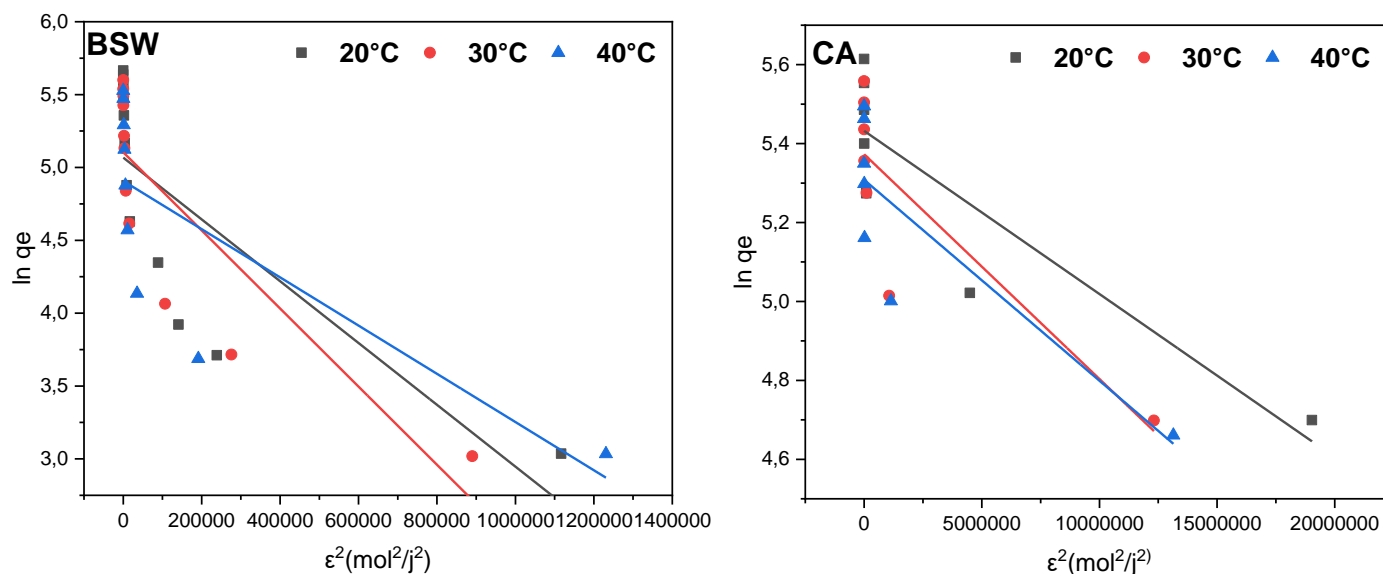 BSW
20°C 30°C 40°C
6,0
5,5
5,0
4,5
4,0
3,5
3,0
ln qe
0 200000 400000 600000 800000 1000000 1200000 1400000
ε²(mol²/j²)
CA
20°C 30°C 40°C
5,6
5,4
5,2
5,0
4,8
4,6
ln qe
0 5000000 10000000 15000000 20000000
ε²(mol²/j²⁾